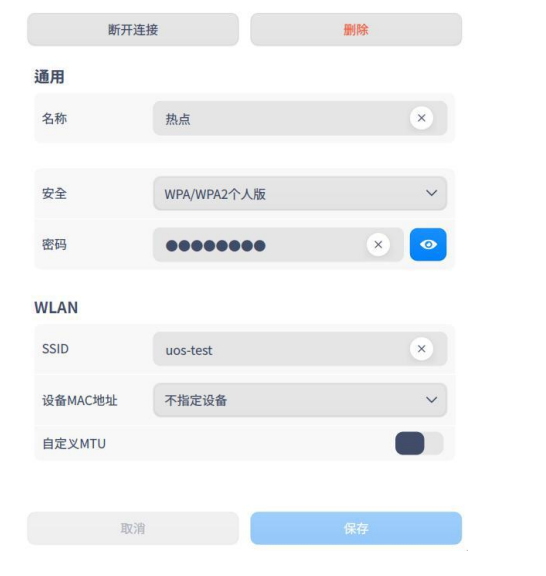 断开连接
删除
通用
名称
热点
安全
WPA/WPA2个人版
密码
●●●●●●●●
WLAN
SSID
uos-test
设备MAC地址
不指定设备
自定义MTU
取消
保存